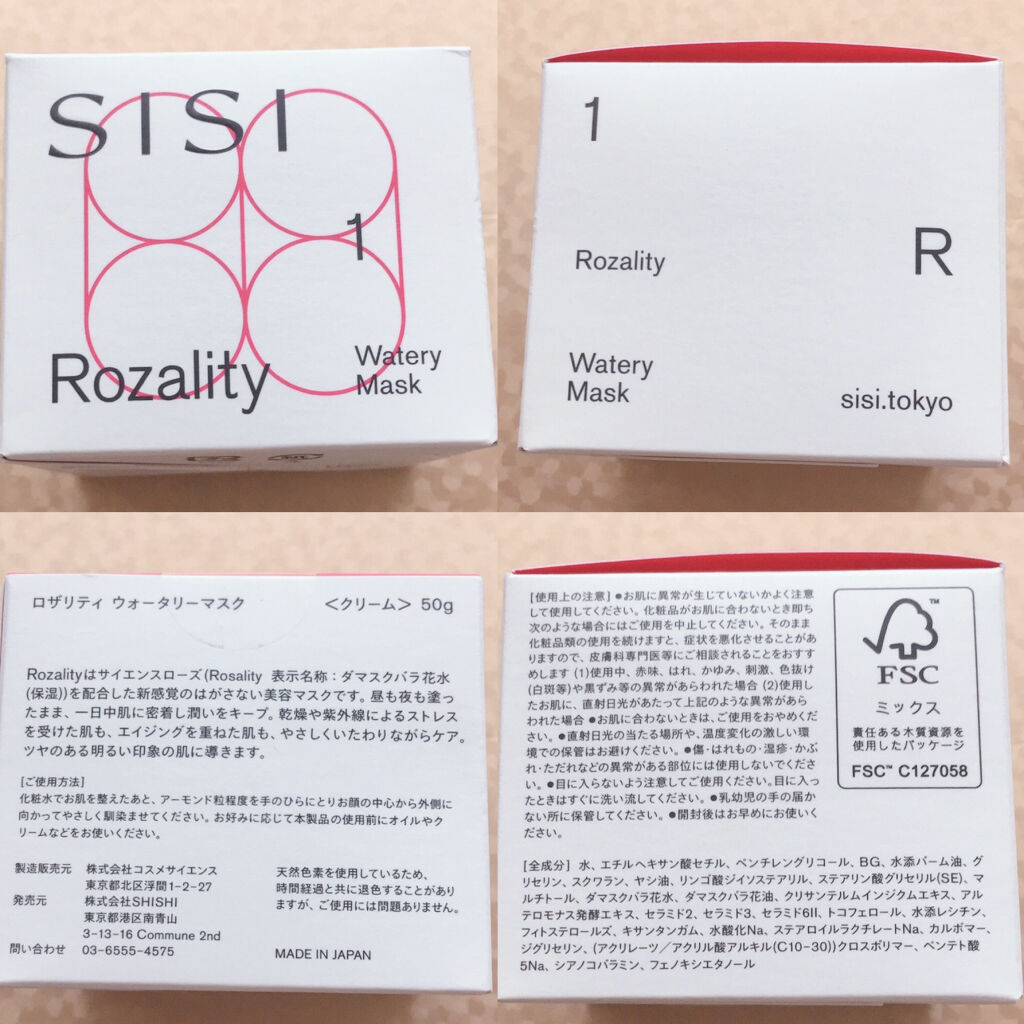 SISI
1
Rozality
Watery
Mask
1
Rozality
R
Watery
Mask
sisi.tokyo
ロザリティ ウォータリーマスク
＜クリーム＞ 50g
Rozalityはサイエンスローズ(Rosality 表示名称：ダマスクバラ花水
(保湿))を配合した新感覚のはがさない美容マスクです。昼も夜も塗っ
たまま、一日中肌に密着し潤いをキープ。乾燥や紫外線によるストレス
を受けた肌も、エイジングを重ねた肌も、やさしくいたわりながらケア。
ツヤのある明るい印象の肌に導きます。
[ご使用方法]
化粧水でお肌を整えたあと、アーモンド粒程度を手のひらにとりお顔の中心から外側に
向かってやさしく馴染ませてください。お好みに応じて本製品の使用前にオイルやク
リームなどをお使いください。
製造販売元 株式会社コスメサイエンス
東京都北区浮間1-2-27
発売元 株式会社SHISHI
東京都港区南青山
3-13-16 Commune 2nd
問い合わせ 03-6555-4575
天然色素を使用しているため、
時間経過と共に退色することがあり
ますが、ご使用には問題ありません。
MADE IN JAPAN
[使用上の注意] ●お肌に異常が生じていないかよく注意
して使用してください。化粧品がお肌に合わないとき即ち
次のような場合にはご使用を中止してください。そのまま
化粧品類の使用を続けますと、症状を悪化させることがあ
りますので、皮膚科専門医等にご相談されることをおすす
めします (1)使用中、赤味、はれ、かゆみ、刺激、色抜け
(白斑等)や黒ずみ等の異常があらわれた場合 (2)使用し
たお肌に、直射日光があたって上記のような異常があら
われた場合 ●お肌に合わないときは、ご使用をおやめくだ
さい。●直射日光の当たる場所や、温度変化の激しい環
境での保管はお避けください。●傷・はれもの・湿疹・かぶ
れ・ただれなどの異常がある部位には使用しないでくださ
い。●目に入らないよう注意してご使用ください。目に入っ
たときはすぐに洗い流してください。●乳幼児の手の届か
ない所に保管してください。●開封後はお早めにお使いく
ださい。
FSC
ミックス
責任ある木質資源を
使用したパッケージ
FSC™ C127058
[全成分] 水、エチルヘキサン酸セチル、ペンチレングリコール、BG、水添パーム油、グ
リセリン、スクワラン、ヤシ油、リンゴ酸ジイソステアリル、ステアリン酸グリセリル(SE)、マ
ルチトール、ダマスクバラ花水、ダマスクバラ花油、クリサンテルムインジクムエキス、アル
テロモナス発酵エキス、セラミド2、セラミド3、セラミド6II、トコフェロール、水添レシチン、
フィトステロールズ、キサンタンガム、水酸化Na、ステアロイルラクチレートNa、カルボマー、
ジグリセリン、(アクリレーツ/アクリル酸アルキル(C10-30))クロスポリマー、ペンテト酸
5Na、シアノコバラミン、フェノキシエタノール